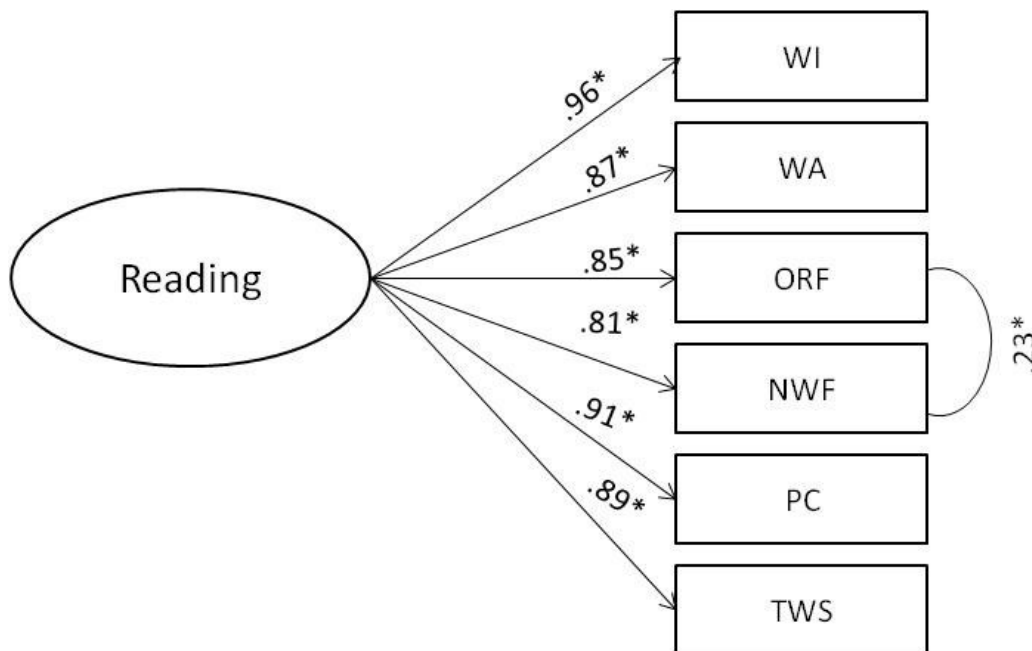 WI
.96*
WA
.87*
Reading
.85*
ORF
.81*
NWF
.23*
.91*
PC
.89*
TWS